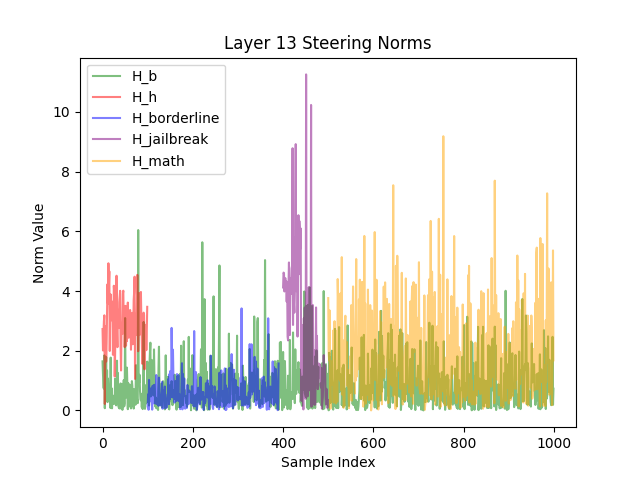 Layer 13 Steering Norms
H_b
H_h
H_borderline
H_jailbreak
H_math
Norm Value
10
8
6
4
2
0
0
200
400
600
800
1000
Sample Index